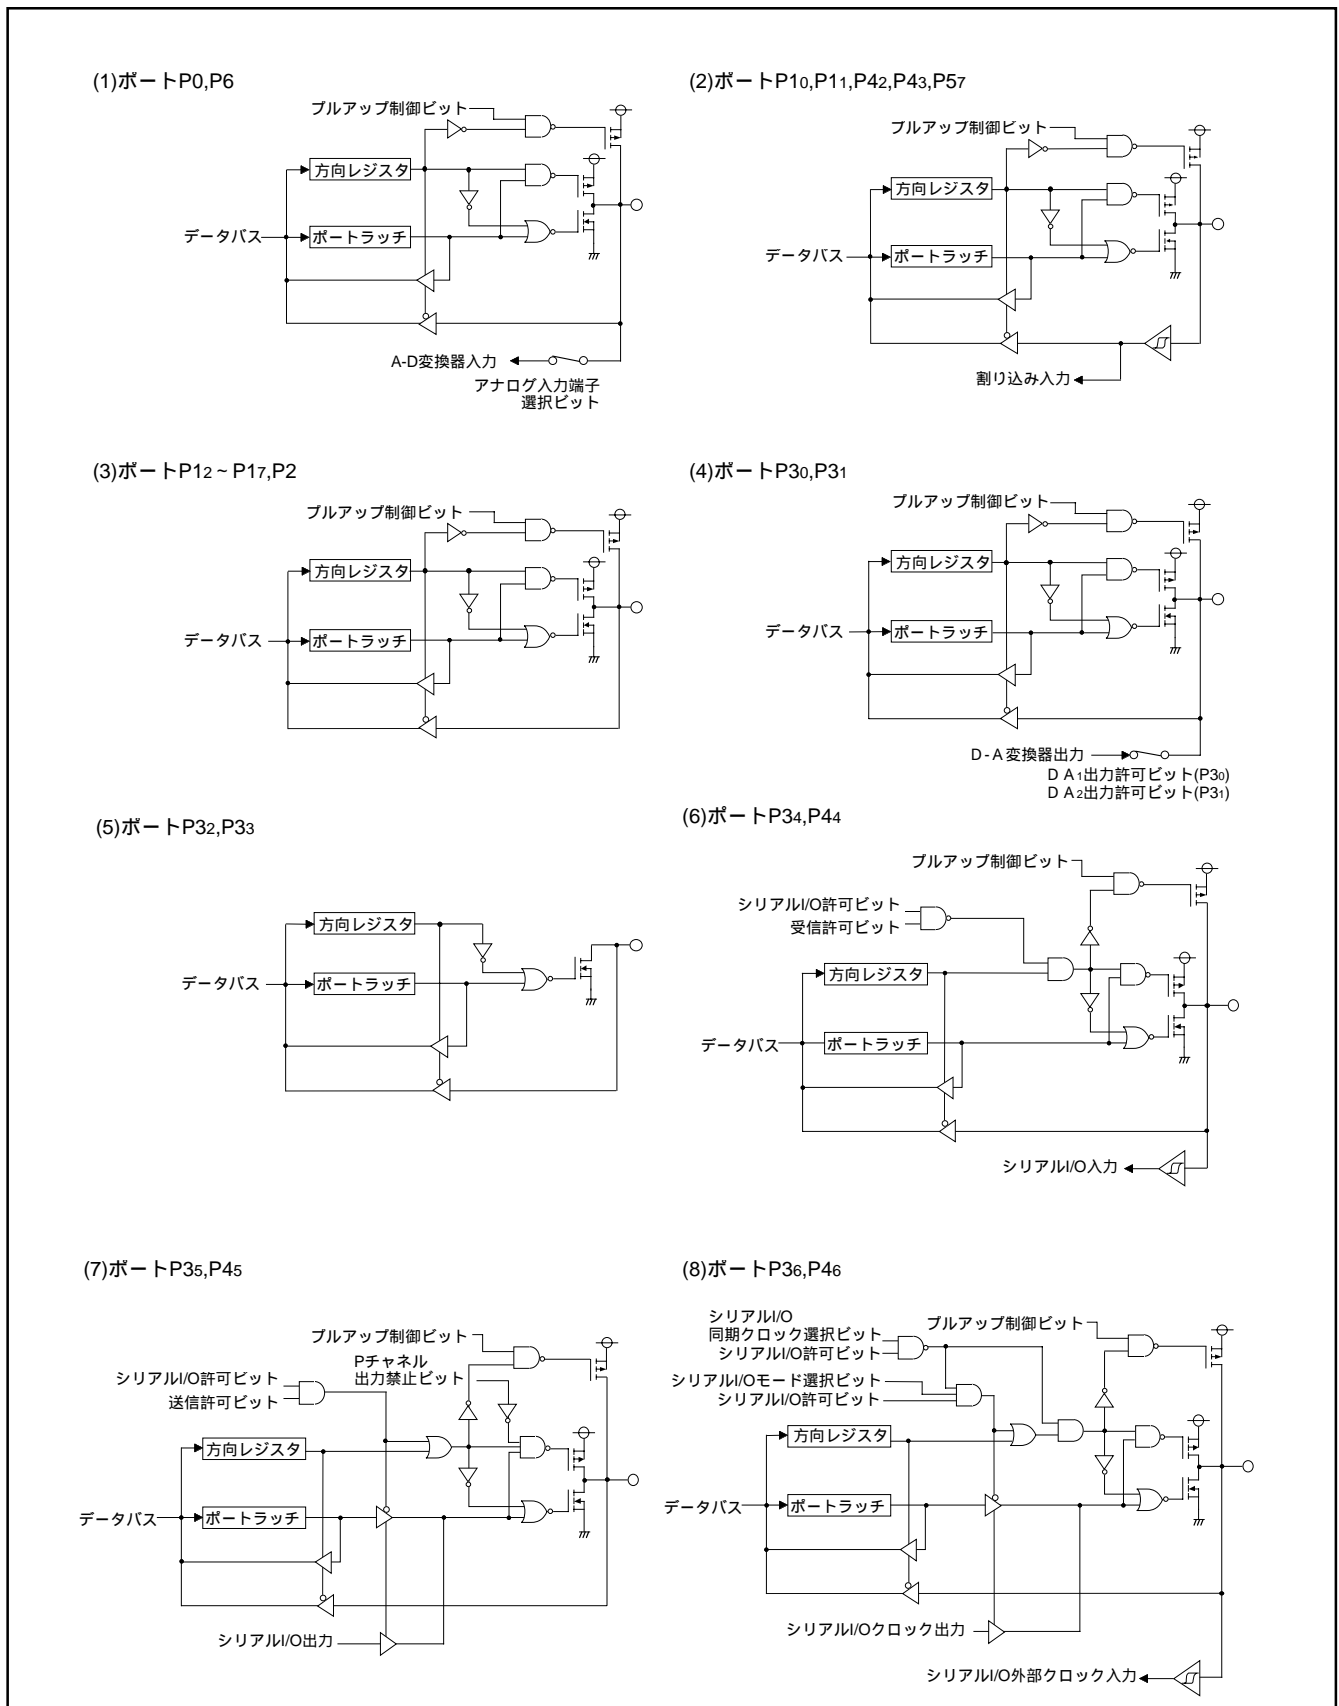 (1)ポートP0,P6
プルアップ制御ビット
方向レジスタ
データバス
ポートラッチ
A-D変換器入力
アナログ入力端子
選択ビット
(2)ポートP10,P11,P42,P43,P57
プルアップ制御ビット
方向レジスタ
データバス
ポートラッチ
割り込み入力
(3)ポートP12～P17,P2
プルアップ制御ビット
方向レジスタ
データバス
ポートラッチ
(4)ポートP30,P31
プルアップ制御ビット
方向レジスタ
データバス
ポートラッチ
D-A変換器出力
DA1出力許可ビット(P30)
DA2出力許可ビット(P31)
(5)ポートP32,P33
方向レジスタ
データバス
ポートラッチ
(6)ポートP34,P44
プルアップ制御ビット
シリアルI/O許可ビット
受信許可ビット
方向レジスタ
データバス
ポートラッチ
シリアルI/O入力
(7)ポートP35,P45
プルアップ制御ビット
Pチャネル
出力禁止ビット
シリアルI/O許可ビット
送信許可ビット
方向レジスタ
データバス
ポートラッチ
シリアルI/O出力
(8)ポートP36,P46
シリアルI/O
同期クロック選択ビット
シリアルI/O許可ビット
プルアップ制御ビット
シリアルI/Oモード選択ビット
シリアルI/O許可ビット
方向レジスタ
データバス
ポートラッチ
シリアルI/Oクロック出力
シリアルI/O外部クロック入力